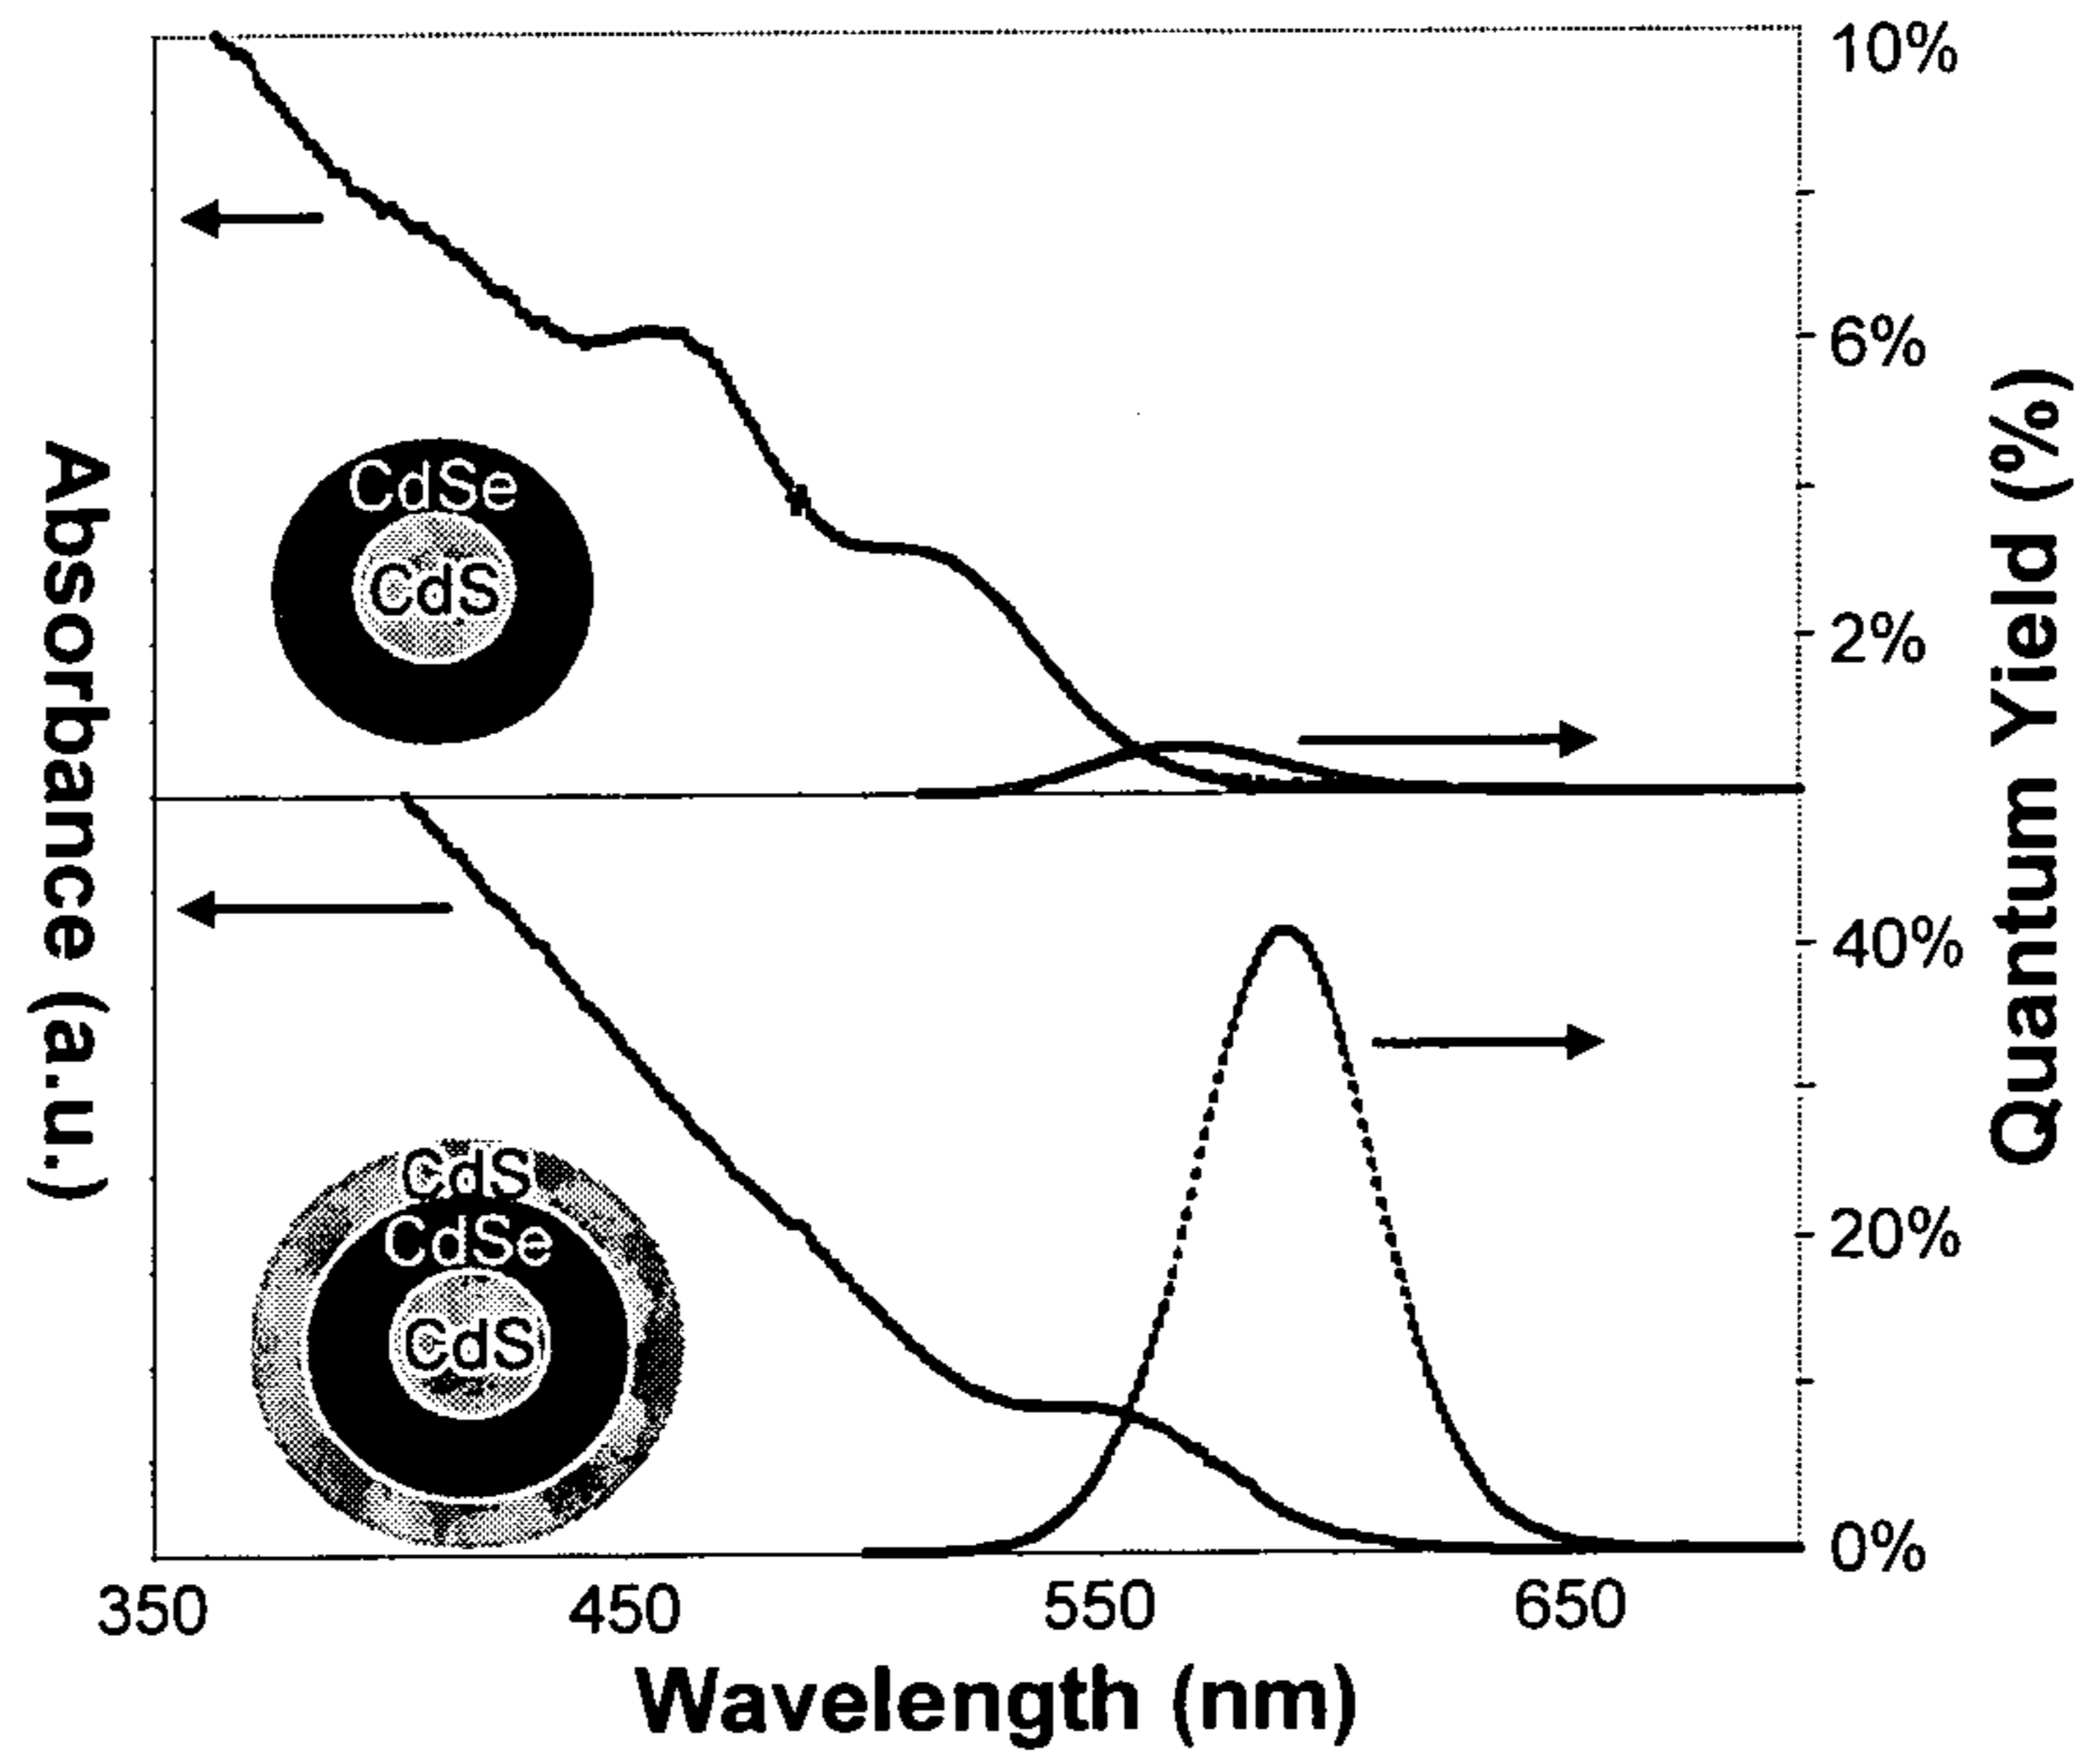 10%
6%
2%
CdSe
CdS
Absorbance (a.u.)
Quantum Yield (%)
40%
20%
0%
CdS
CdSe
CdS
350 450 550 650
Wavelength (nm)